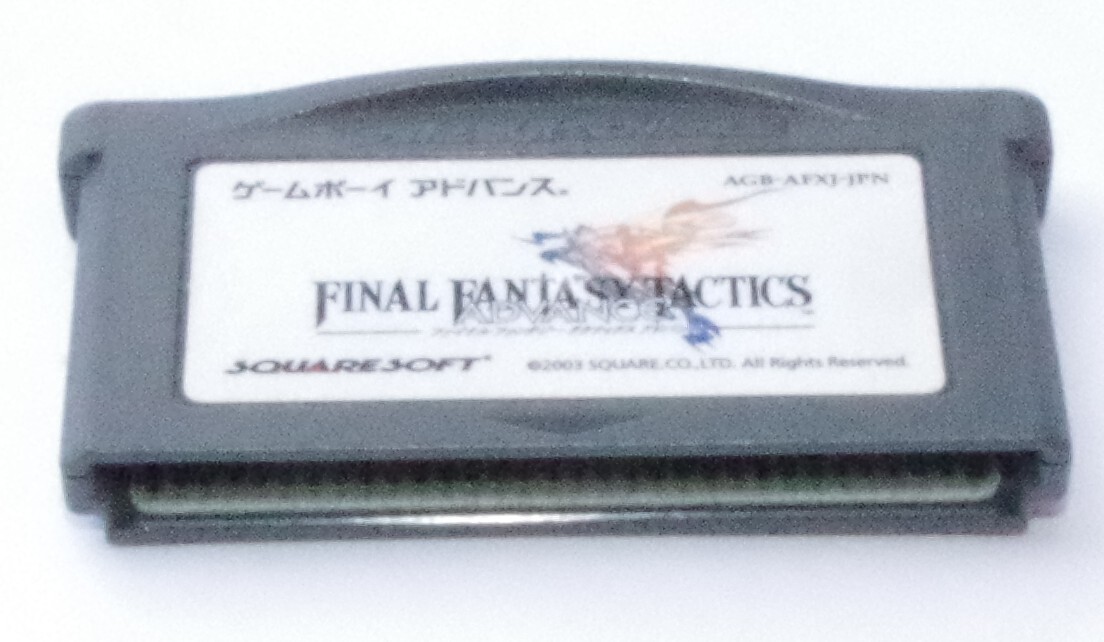 ゲームボーイ アドバンス。
AGB-AFXJ-JPN
FINAL FANTASY TACTICS™
ADVANCE
SQUARESOFT®
©2003 SQUARE CO.,LTD. All Rights Reserved.